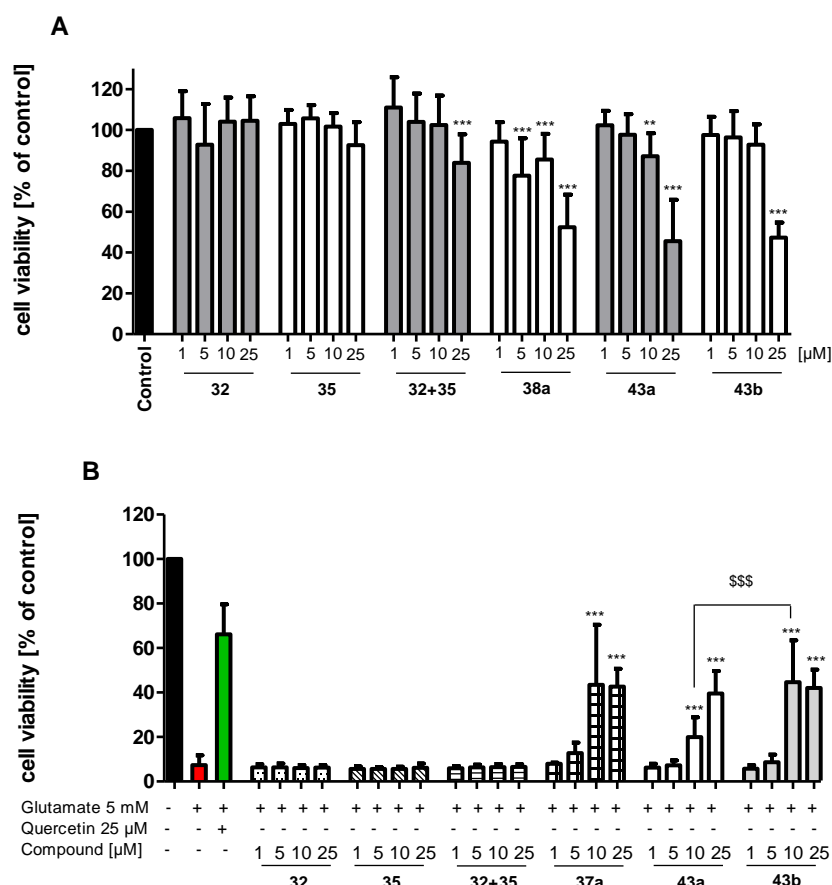 A
cell viability [% of control]
120
100
80
60
40
20
0
*** *** *** *** ** *** ***
Control
1 5 10 25 1 5 10 25 1 5 10 25 1 5 10 25 1 5 10 25 1 5 10 25 [µM]
32 35 32+35 38a 43a 43b
B
cell viability [% of control]
120
100
80
60
40
20
0
$$$
*** *** *** *** *** ***
Glutamate 5 mM - + + + + + + + + + + + + + + + + + + + + + + + + + +
Quercetin 25 µM - - + - - - - - - - - - - - - - - - - - - - - - - - -
Compound [µM] - - - 1 5 10 25 1 5 10 25 1 5 10 25 1 5 10 25 1 5 10 25 1 5 10 25
32 35 32+35 37a 43a 43b